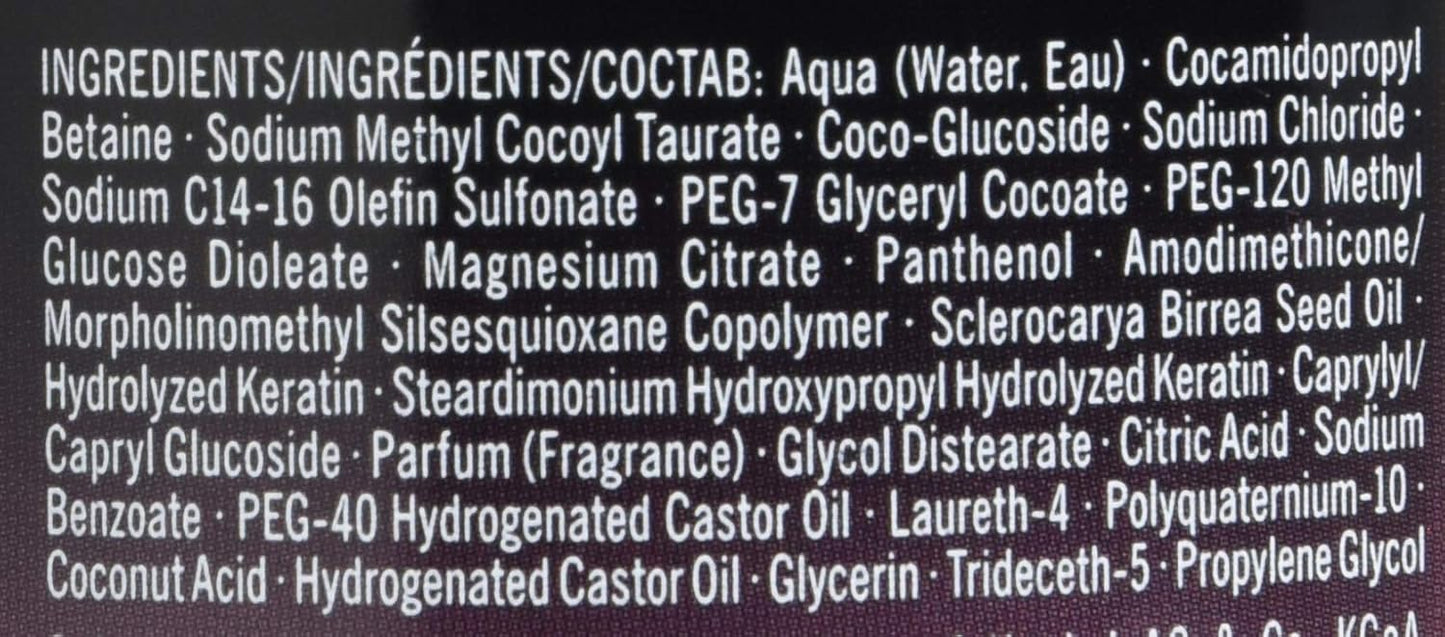 INGREDIENTS/INGRÉDIENTS/COCTAB: Aqua (Water. Eau) · Cocamidopropyl
Betaine · Sodium Methyl Cocoyl Taurate · Coco-Glucoside · Sodium Chloride ·
Sodium C14-16 Olefin Sulfonate · PEG-7 Glyceryl Cocoate · PEG-120 Methyl
Glucose Dioleate · Magnesium Citrate · Panthenol · Amodimethicone/
Morpholinomethyl Silsesquioxane Copolymer · Sclerocarya Birrea Seed Oil ·
Hydrolyzed Keratin · Steardimonium Hydroxypropyl Hydrolyzed Keratin · Caprylyl/
Capryl Glucoside · Parfum (Fragrance) · Glycol Distearate · Citric Acid · Sodium
Benzoate · PEG-40 Hydrogenated Castor Oil · Laureth-4 · Polyquaternium-10 ·
Coconut Acid · Hydrogenated Castor Oil · Glycerin · Trideceth-5 · Propylene Glycol